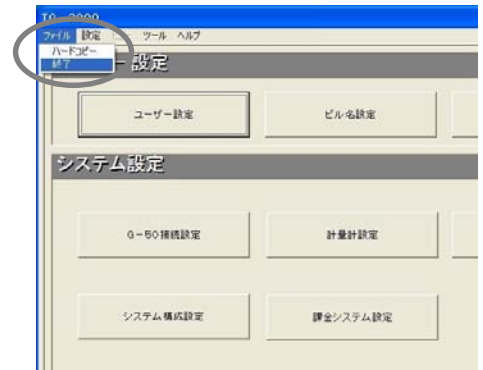 TG-2000
ファイル 設定 ツール ヘルプ
ハードコピー
終了
ー設定
ユーザー設定 ビル名設定
システム設定
G-50接続設定 計量計設定
システム構成設定 課金システム設定